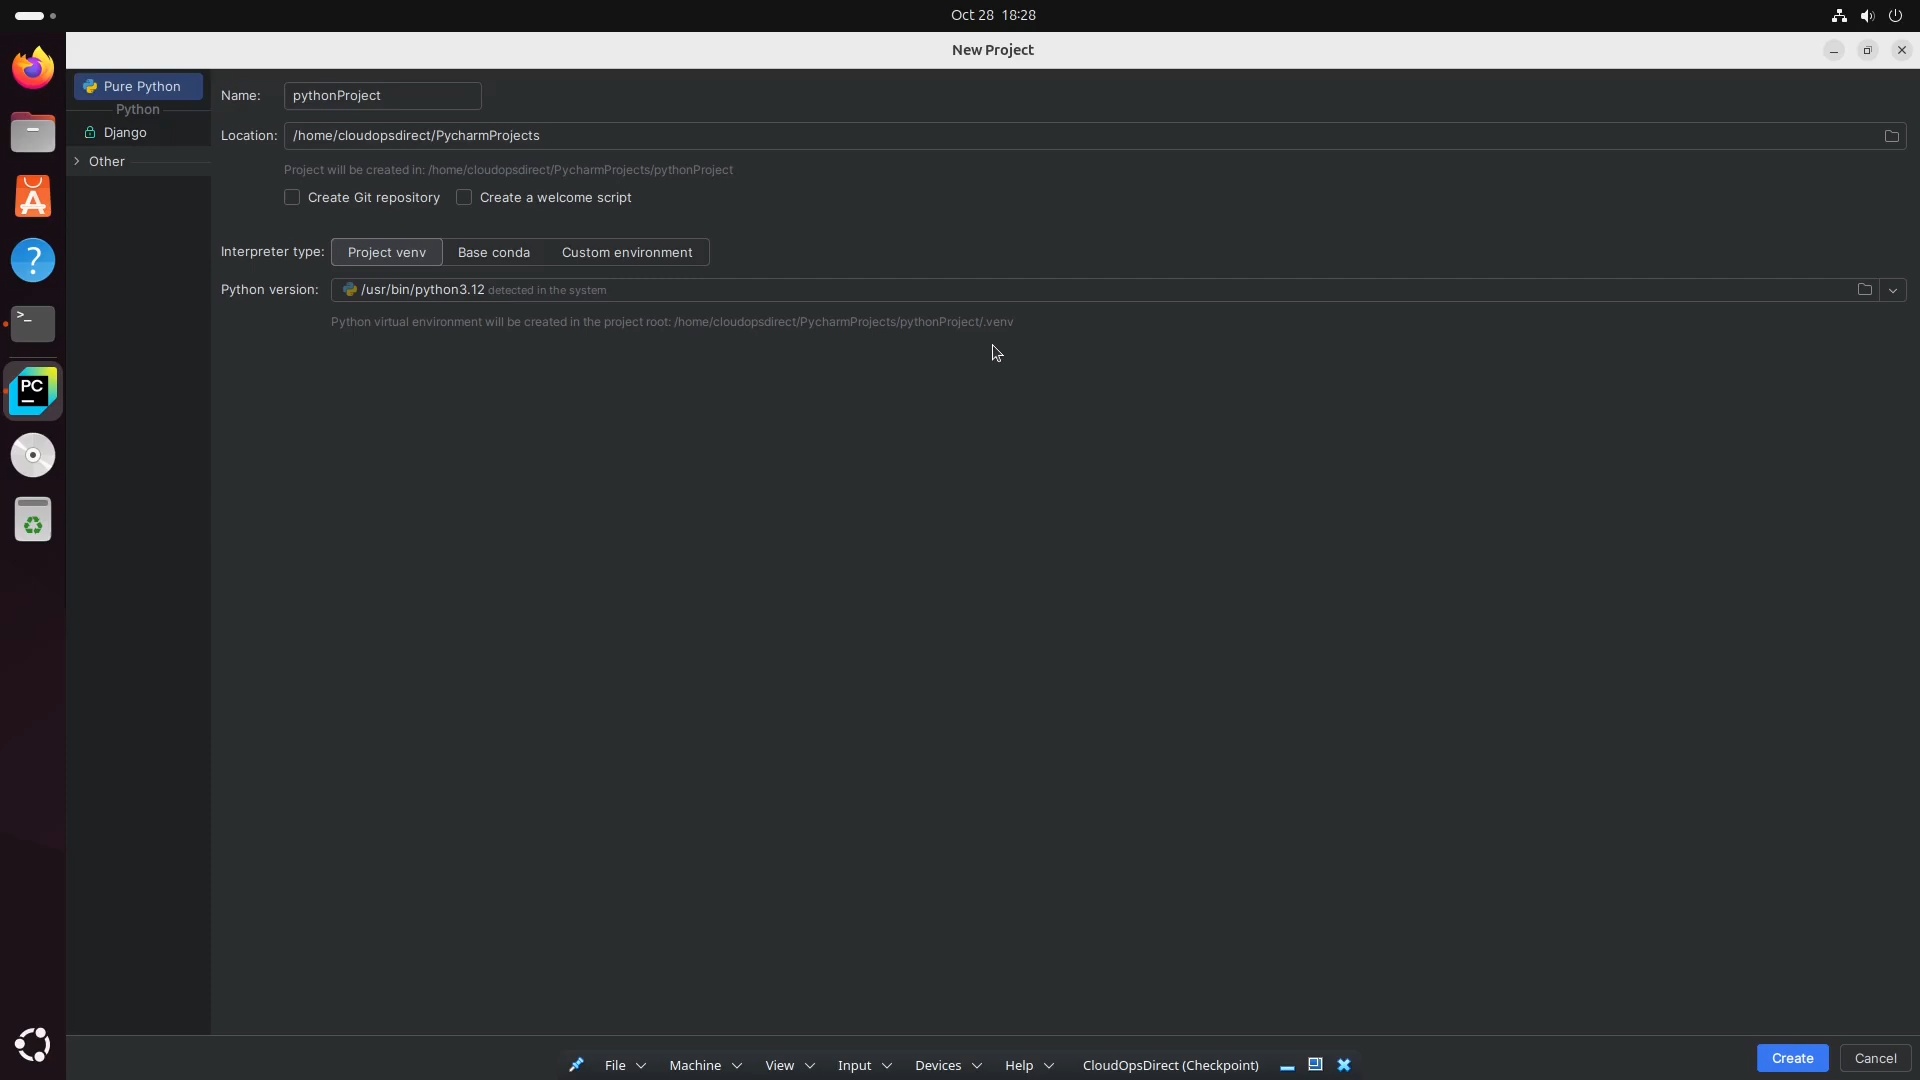 Oct 28 18:28
New Project
Pure Python
Python
Django
Other
Name: pythonProject
Location: /home/cloudopsdirect/PycharmProjects
Project will be created in: /home/cloudopsdirect/PycharmProjects/pythonProject
Create Git repository Create a welcome script
Interpreter type: Project venv Base conda Custom environment
Python version: /usr/bin/python3.12 detected in the system
Python virtual environment will be created in the project root: /home/cloudopsdirect/PycharmProjects/pythonProject/.venv
>_
PC
File Machine View Input Devices Help CloudOpsDirect (Checkpoint)
Create Cancel